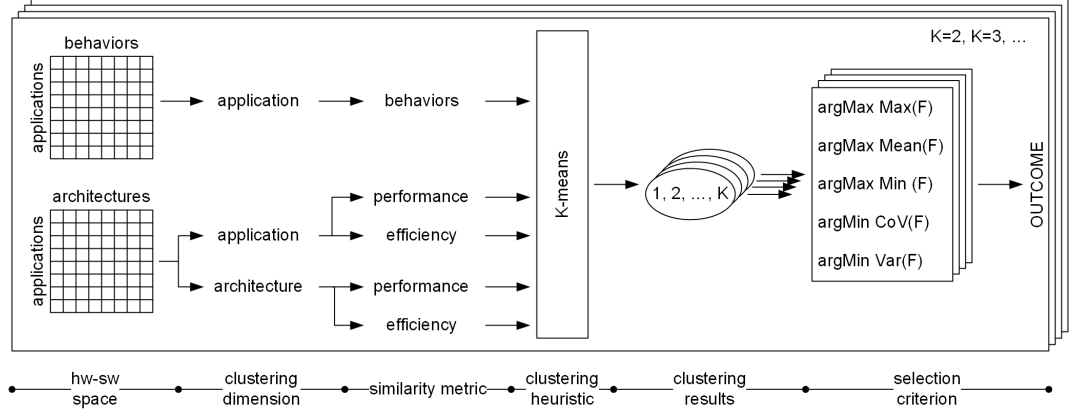 K=2, K=3, ...
behaviors
applications
application
behaviors
architectures
applications
application
performance
efficiency
architecture
performance
efficiency
K-means
1, 2, ..., K
argMax Max(F)
argMax Mean(F)
argMax Min (F)
argMin CoV(F)
argMin Var(F)
OUTCOME
hw-sw
space
clustering
dimension
similarity metric
clustering
heuristic
clustering
results
selection
criterion